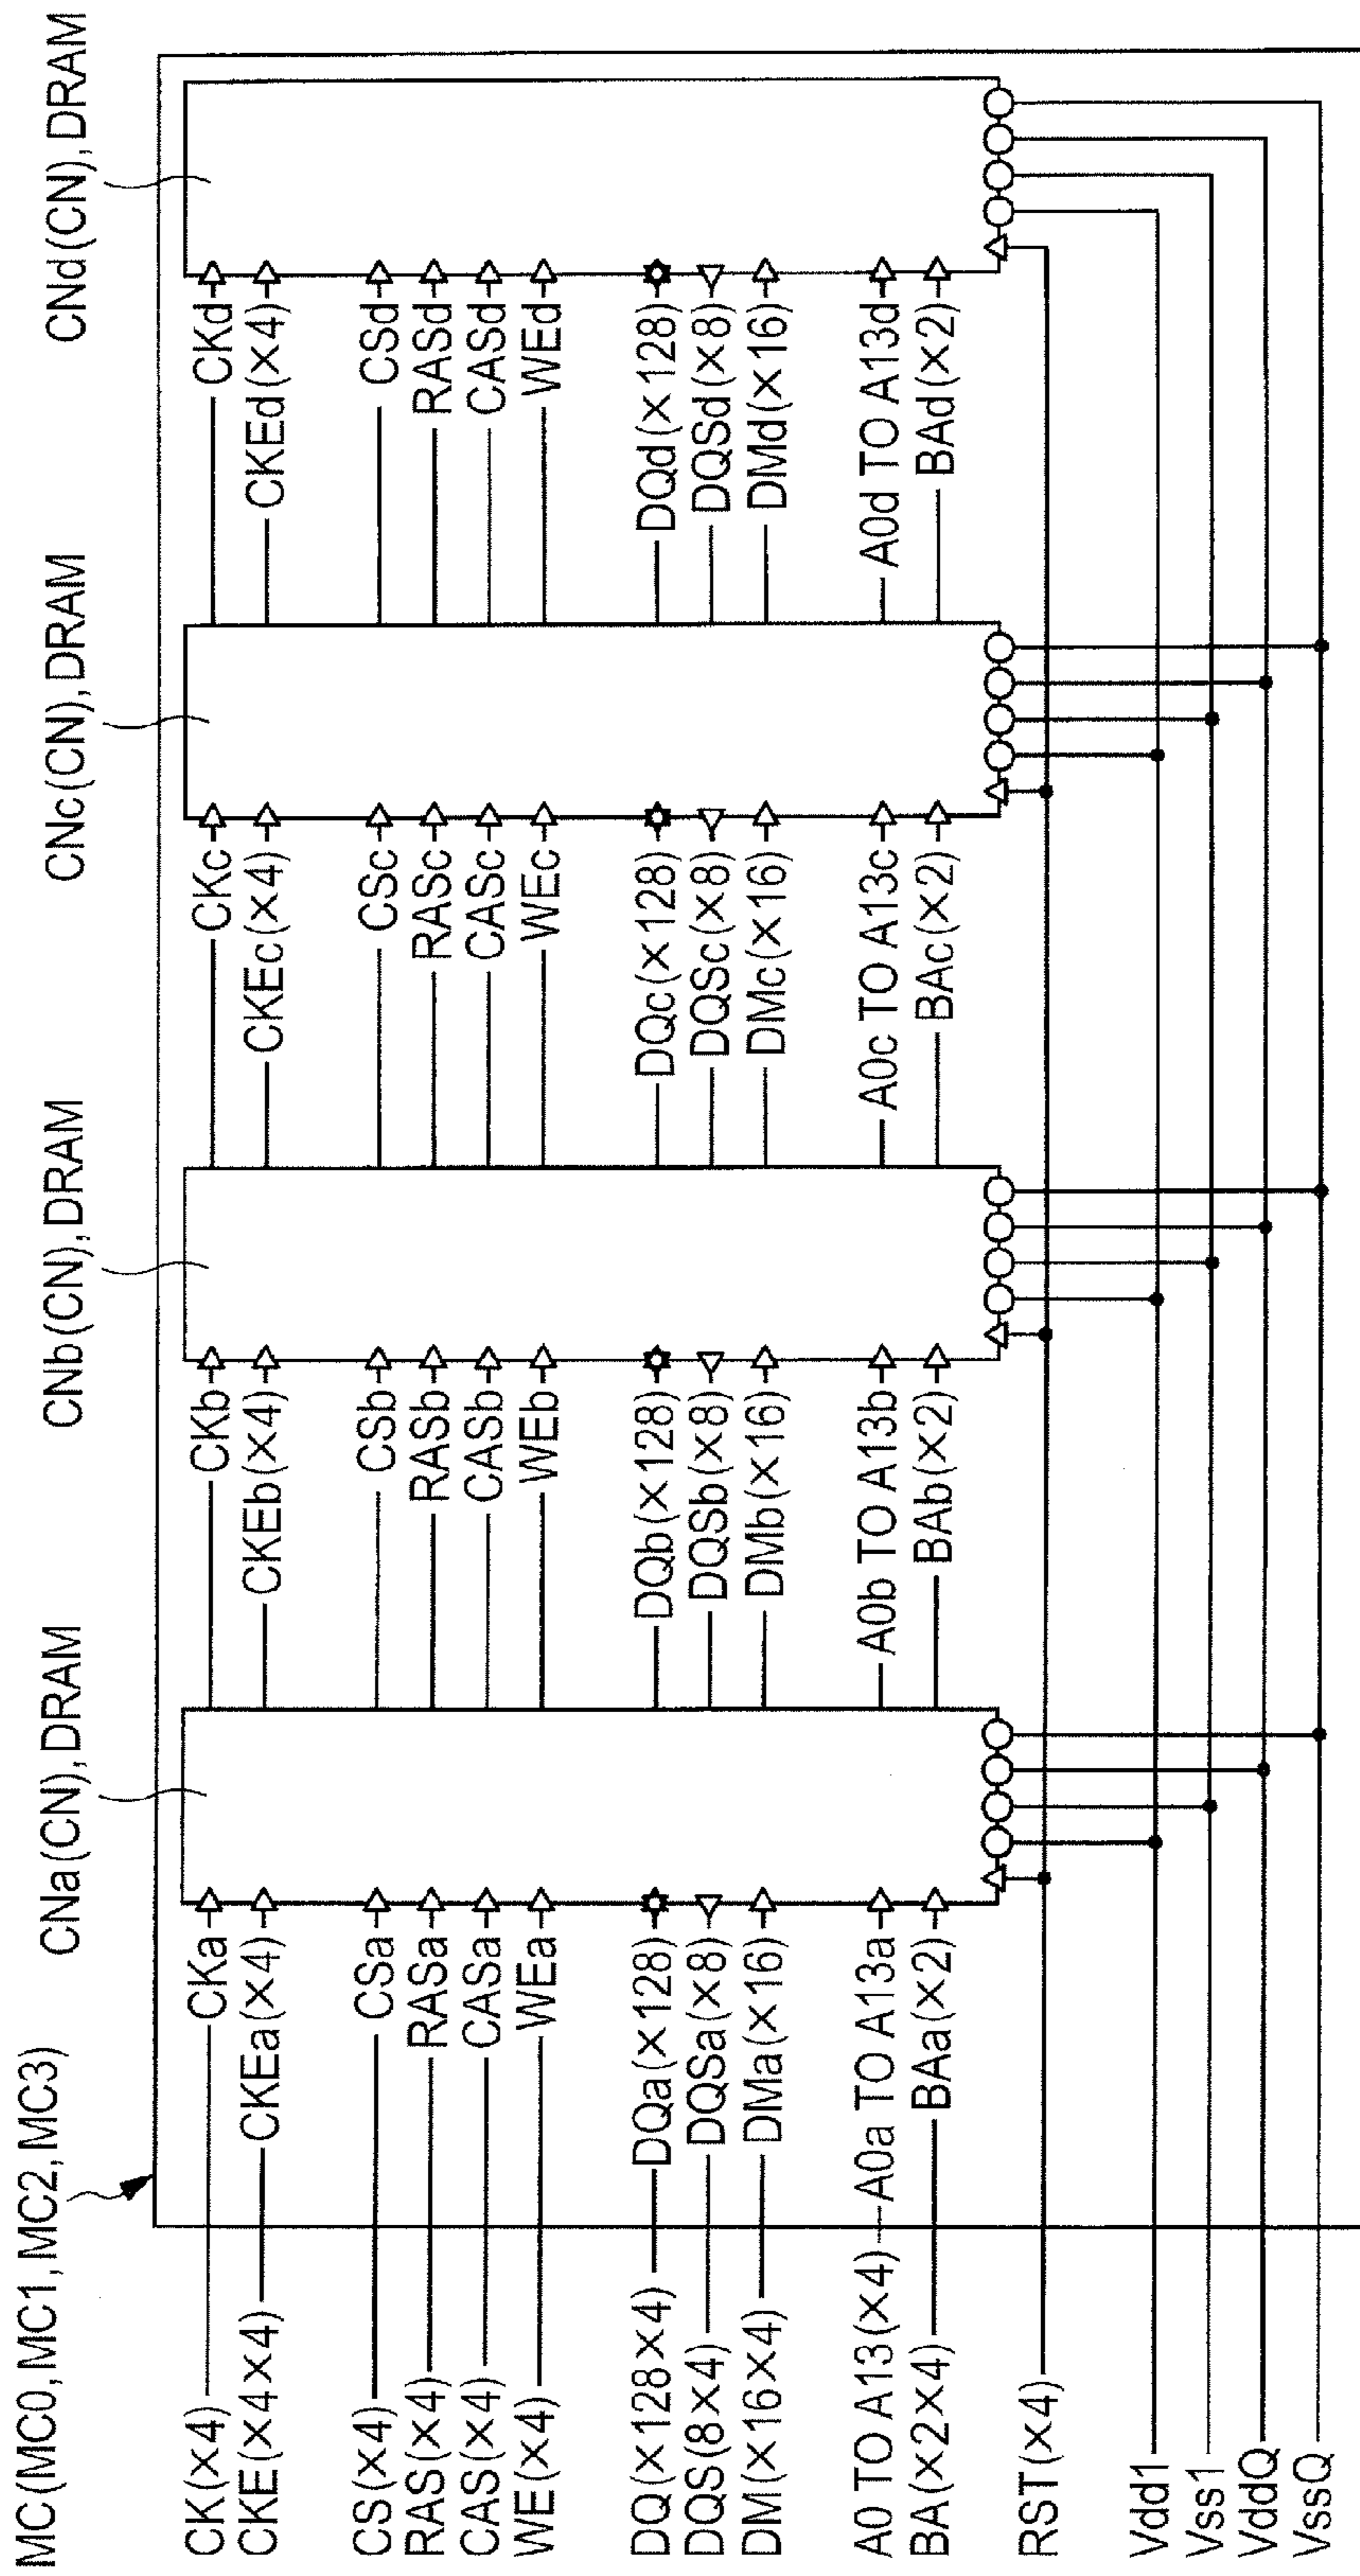 MC(MC0,MC1,MC2,MC3)
CNa(CN),DRAM
CNb(CN),DRAM
CNc(CN),DRAM
CNd(CN),DRAM
CK(×4)
CKa
CKb
CKc
CKd
CKE(×4×4)
CKEa(×4)
CKEb(×4)
CKEc(×4)
CKEd(×4)
CS(×4)
CSa
CSb
CSc
CSd
RAS(×4)
RASa
RASb
RASc
RASd
CAS(×4)
CASa
CASb
CASc
CASd
WE(×4)
WEa
WEb
WEc
WEd
DQ(×128×4)
DQa(×128)
DQb(×128)
DQc(×128)
DQd(×128)
DQS(8×4)
DQSa(×8)
DQSb(×8)
DQSc(×8)
DQSd(×8)
DM(×16×4)
DMa(×16)
DMb(×16)
DMc(×16)
DMd(×16)
A0 TO A13(×4)
A0a TO A13a
A0b TO A13b
A0c TO A13c
A0d TO A13d
BA(×2×4)
BAa(×2)
BAb(×2)
BAc(×2)
BAd(×2)
RST(×4)
Vdd1
Vss1
VddQ
VssQ